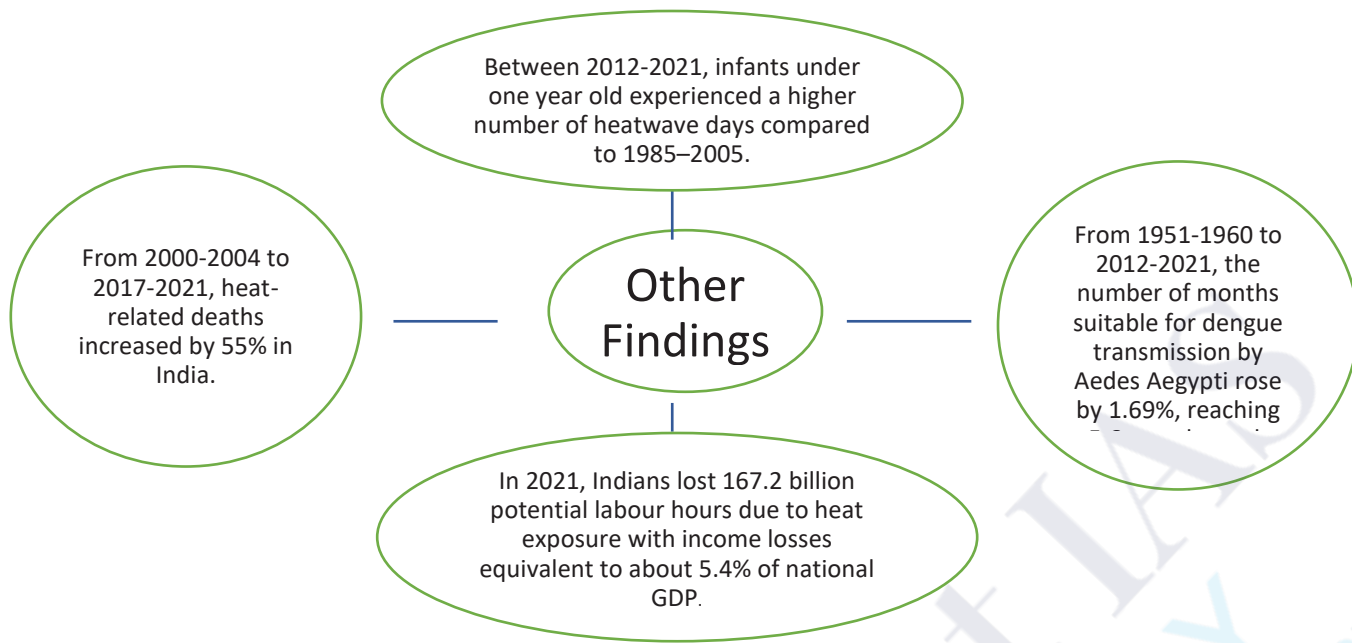 Between 2012-2021, infants under
one year old experienced a higher
number of heatwave days compared
to 1985–2005.
From 2000-2004 to
2017-2021, heat-
related deaths
increased by 55% in
India.
Other
Findings
From 1951-1960 to
2012-2021, the
number of months
suitable for dengue
transmission by
Aedes Aegypti rose
by 1.69%, reaching
In 2021, Indians lost 167.2 billion
potential labour hours due to heat
exposure with income losses
equivalent to about 5.4% of national
GDP.
IAS